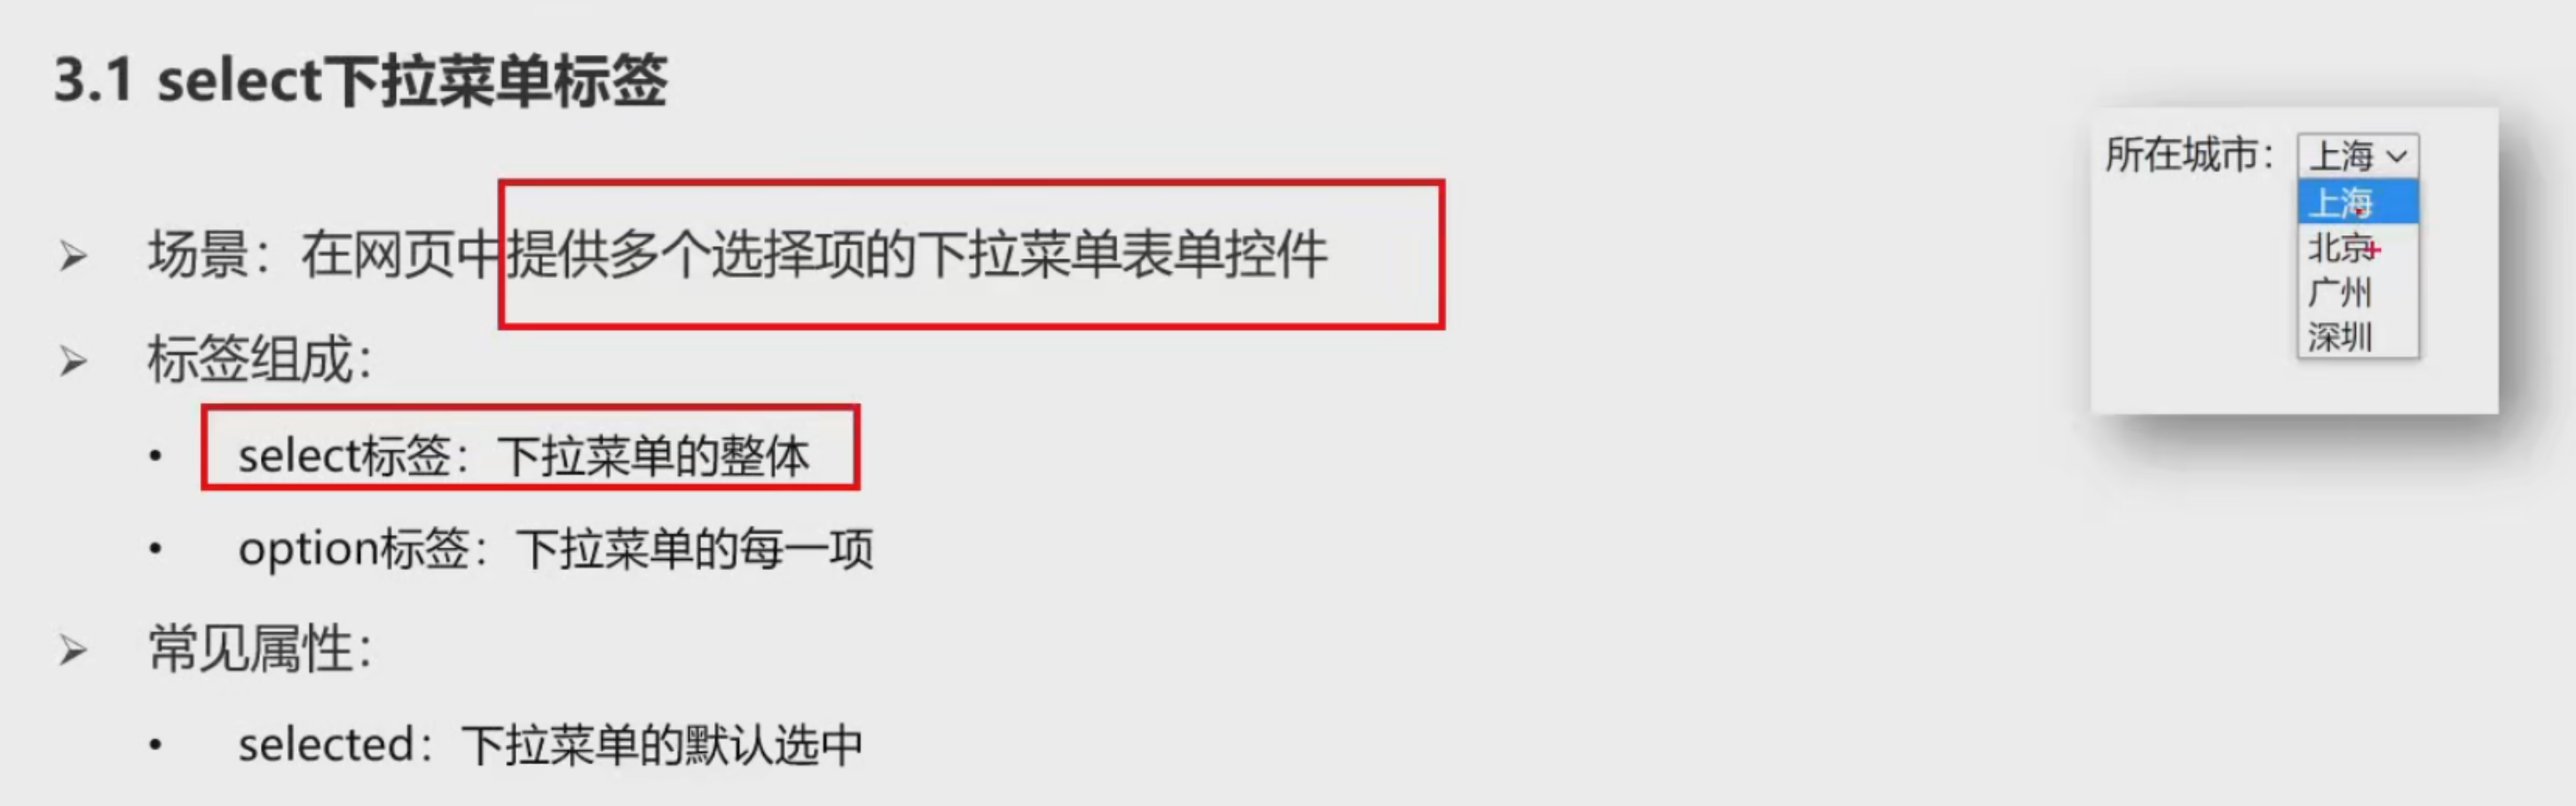 3.1 select下拉菜单标签
➢ 场景：在网页中提供多个选择项的下拉菜单表单控件
➢ 标签组成：
• select标签：下拉菜单的整体
• option标签：下拉菜单的每一项
➢ 常见属性：
• selected：下拉菜单的默认选中
所在城市： 上海
上海
北京
广州
深圳